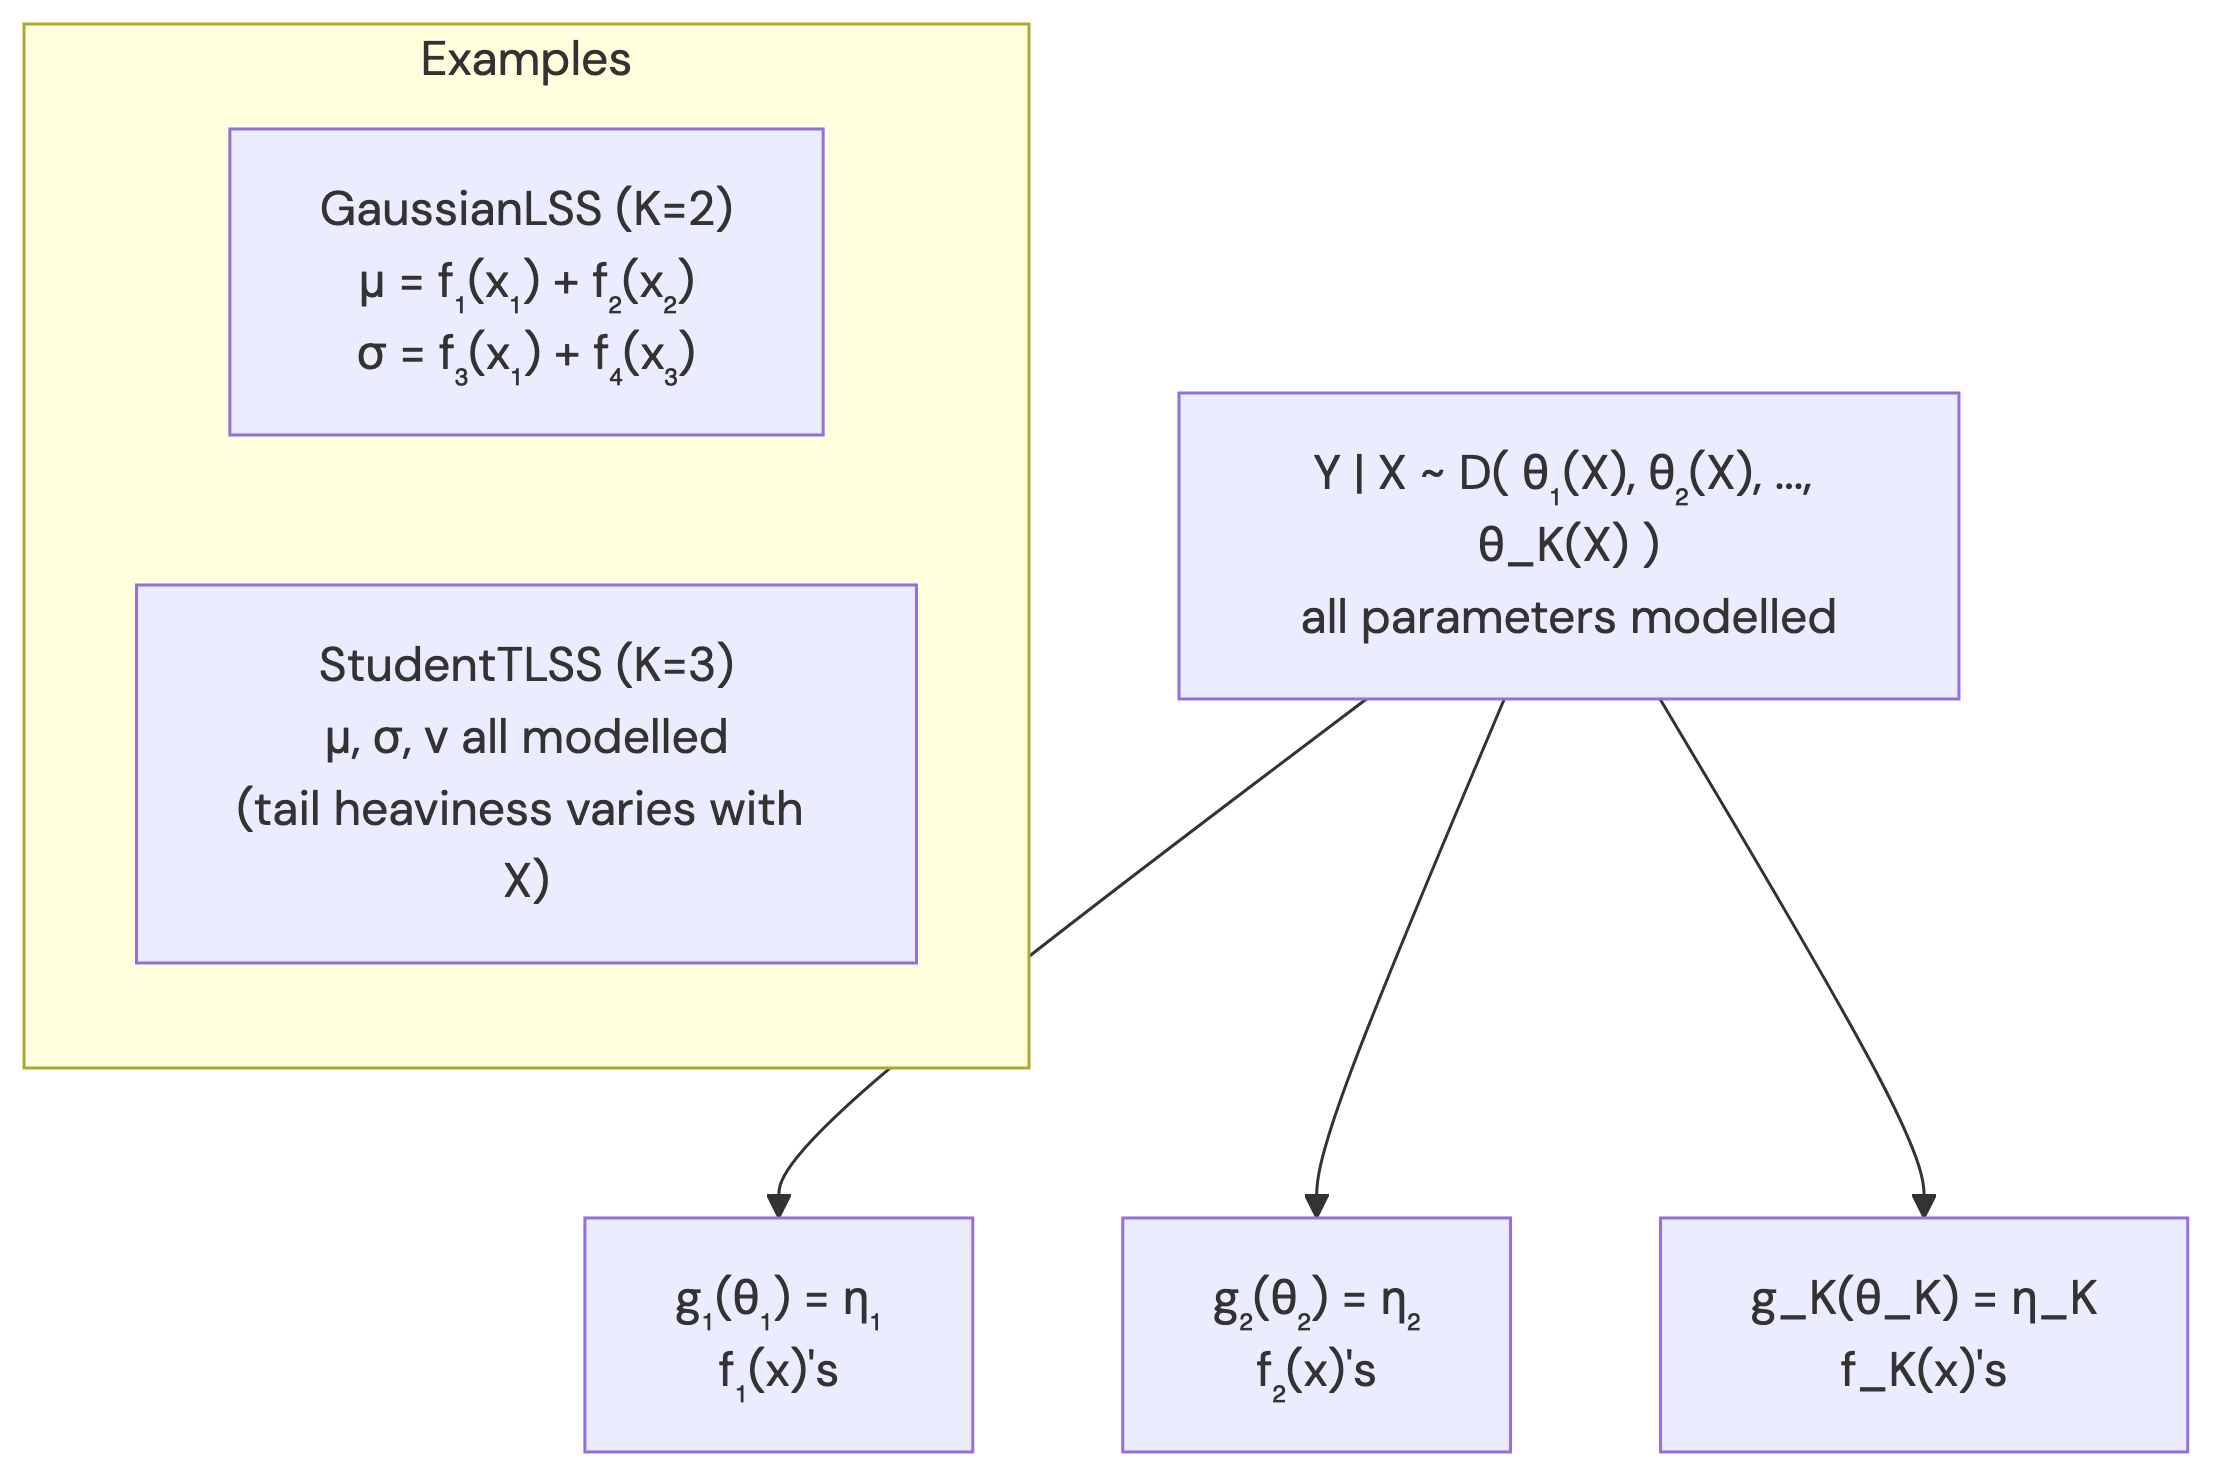 Examples
GaussianLSS (K=2)
μ = f₁(x₁) + f₂(x₂)
σ = f₃(x₁) + f₄(x₃)
StudentTLSS (K=3)
μ, σ, ν all modelled
(tail heaviness varies with
X)
Y | X ~ D( θ₁(X), θ₂(X), ...,
θ_K(X) )
all parameters modelled
g₁(θ₁) = η₁
f₁(x)'s
g₂(θ₂) = η₂
f₂(x)'s
g_K(θ_K) = η_K
f_K(x)'s